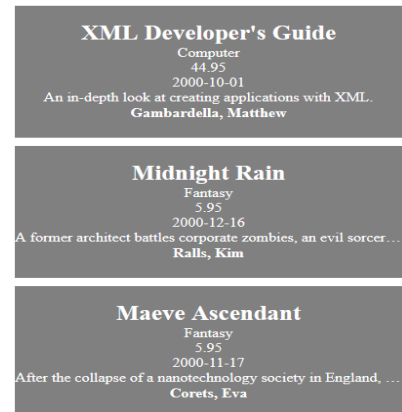 XML Developer's Guide
Computer
44.95
2000-10-01
An in-depth look at creating applications with XML.
Gambardella, Matthew
Midnight Rain
Fantasy
5.95
2000-12-16
A former architect battles corporate zombies, an evil sorcer...
Ralls, Kim
Maeve Ascendant
Fantasy
5.95
2000-11-17
After the collapse of a nanotechnology society in England, ...
Corets, Eva